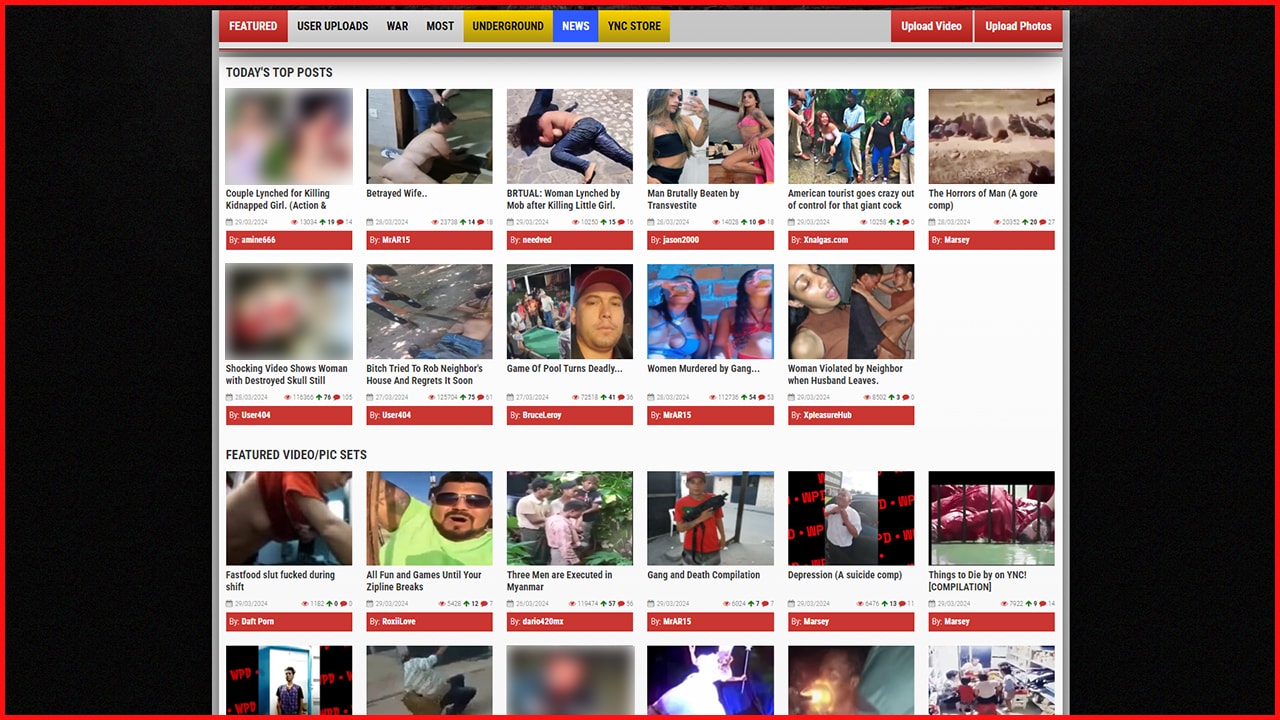 FEATURED USER UPLOADS WAR MOST UNDERGROUND NEWS YNC STORE Upload Video Upload Photos
TODAY'S TOP POSTS
Couple Lynched for Killing
Kidnapped Girl. (Action &
29/03/2024 13034 19 14
By: amine666
Betrayed Wife..
28/03/2024 23738 14 18
By: MrAR15
BRTUAL: Woman Lynched by
Mob after Killing Little Girl.
29/03/2024 10250 15 16
By: needved
Man Brutally Beaten by
Transvestite
28/03/2024 14028 10 18
By: jason2000
American tourist goes crazy out
of control for that giant cock
29/03/2024 10258 2 0
By: Xnalgas.com
The Horrors of Man (A gore
comp)
28/03/2024 20352 20 27
By: Marsey
Shocking Video Shows Woman
with Destroyed Skull Still
28/03/2024 116366 76 105
By: User404
Bitch Tried To Rob Neighbor's
House And Regrets It Soon
27/03/2024 125704 75 61
By: User404
Game Of Pool Turns Deadly...
27/03/2024 72518 41 36
By: BruceLeroy
Women Murdered by Gang...
28/03/2024 112736 54 53
By: MrAR15
Woman Violated by Neighbor
when Husband Leaves.
29/03/2024 8502 3 0
By: XpleasureHub
FEATURED VIDEO/PIC SETS
Fastfood slut fucked during
shift
29/03/2024 1182 0 0
By: Daft Porn
All Fun and Games Until Your
Zipline Breaks
29/03/2024 5428 12 7
By: RoxiiLove
Three Men are Executed in
Myanmar
26/03/2024 119474 57 56
By: dario420mx
Gang and Death Compilation
29/03/2024 6024 7 7
By: MrAR15
WPD
Depression (A suicide comp)
29/03/2024 6476 13 11
By: Marsey
Things to Die by on YNC!
[COMPILATION]
29/03/2024 7922 9 14
By: Marsey
WPD
WPD